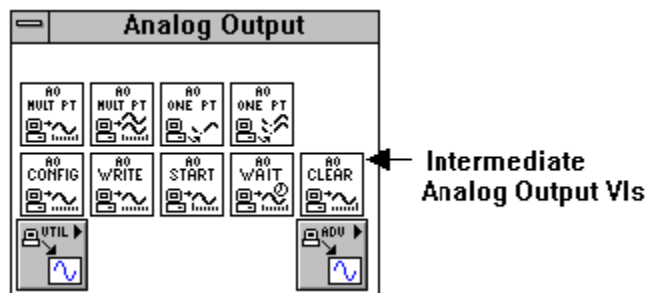 Analog Output
AO MULT PT
AO MULT PT
AO ONE PT
AO ONE PT
AO CONFIG
AO WRITE
AO START
AO WAIT
AO CLEAR
Intermediate
Analog Output VIs
UTIL
ADV